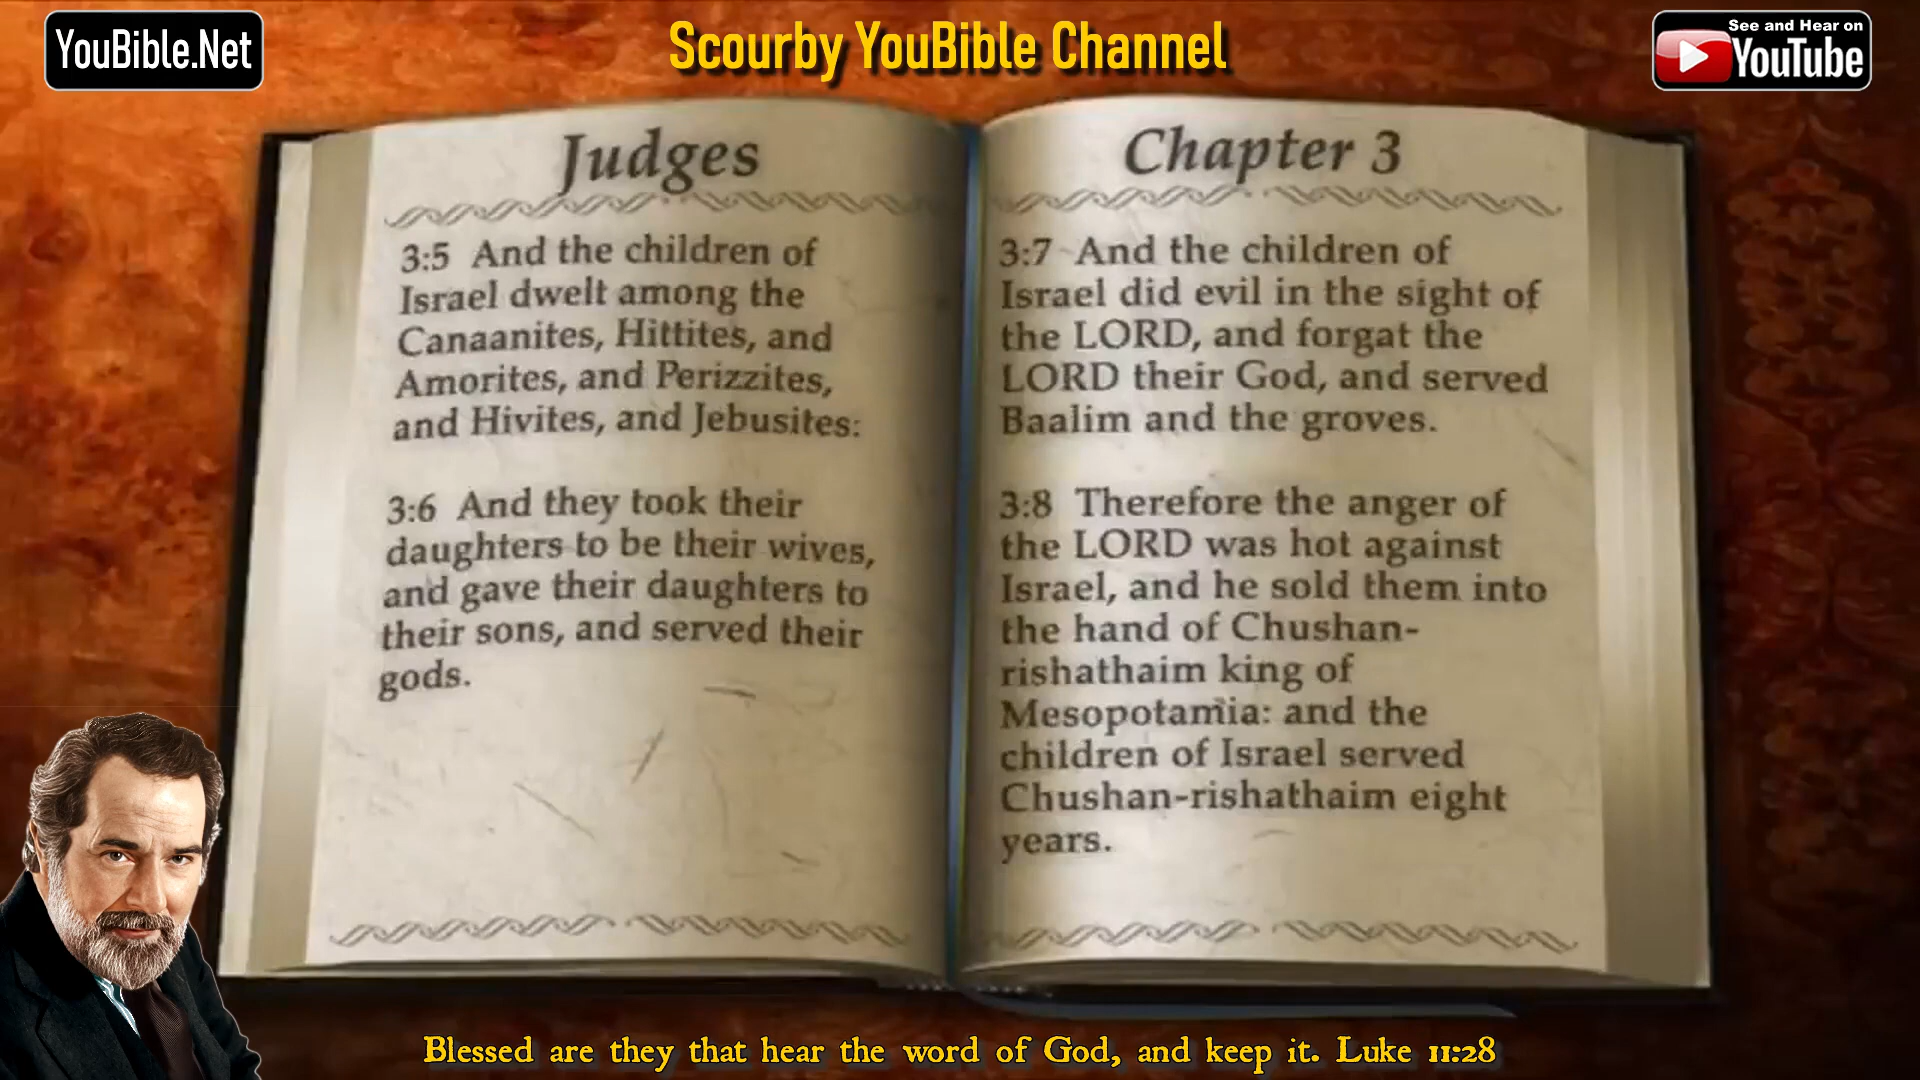 YouBible.Net
Scourby YouBible Channel
See and Hear on
YouTube
Judges
3:5 And the children of
Israel dwelt among the
Canaanites, Hittites, and
Amorites, and Perizzites,
and Hivites, and Jebusites:
3:6 And they took their
daughters to be their wives,
and gave their daughters to
their sons, and served their
gods.
Chapter 3
3:7 And the children of
Israel did evil in the sight of
the LORD, and forgat the
LORD their God, and served
Baalim and the groves.
3:8 Therefore the anger of
the LORD was hot against
Israel, and he sold them into
the hand of Chushan-
rishathaim king of
Mesopotamia: and the
children of Israel served
Chushan-rishathaim eight
years.
Blessed are they that hear the word of God, and keep it. Luke 11:28